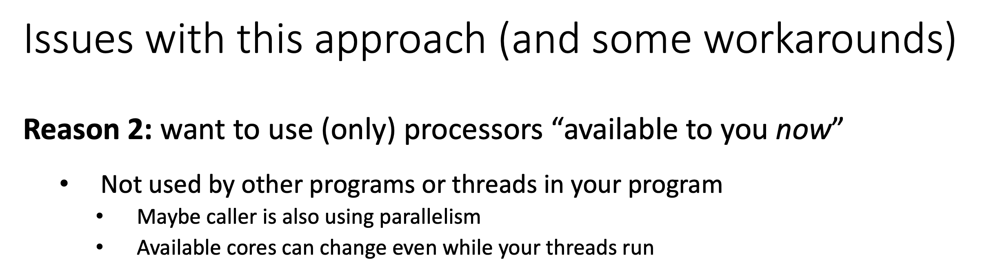 Issues with this approach (and some workarounds)
Reason 2: want to use (only) processors “available to you now”
• Not used by other programs or threads in your program
• Maybe caller is also using parallelism
• Available cores can change even while your threads run